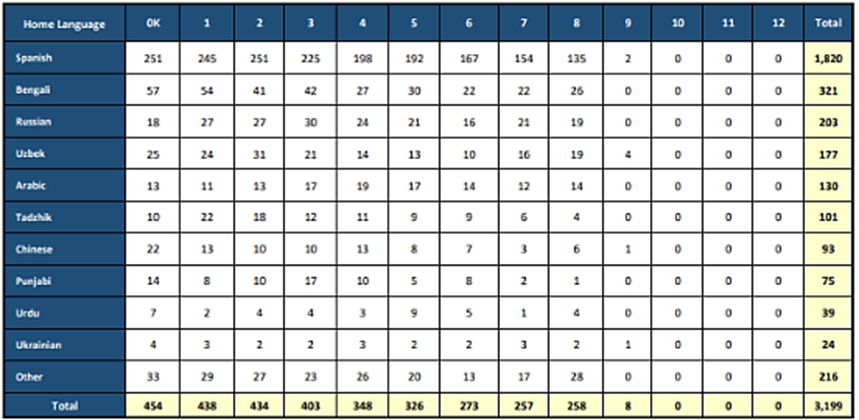 Home Language 0K 1 2 3 4 5 6 7 8 9 10 11 12 Total
Spanish 251 245 251 225 198 192 167 154 135 2 0 0 0 1,820
Bengali 57 54 41 42 27 30 22 22 26 0 0 0 0 321
Russian 18 27 27 30 24 21 16 21 19 0 0 0 0 203
Uzbek 25 24 31 21 14 13 10 16 19 4 0 0 0 177
Arabic 13 11 13 17 19 17 14 12 14 0 0 0 0 130
Tadzhik 10 22 18 12 11 9 9 6 4 0 0 0 0 101
Chinese 22 13 10 10 13 8 7 3 6 1 0 0 0 93
Punjabi 14 8 10 17 10 5 8 2 1 0 0 0 0 75
Urdu 7 2 4 4 3 9 5 1 4 0 0 0 0 39
Ukrainian 4 3 2 2 3 2 2 3 2 1 0 0 0 24
Other 33 29 27 23 26 20 13 17 28 0 0 0 0 216
Total 454 438 434 403 348 326 273 257 258 8 0 0 0 3,199